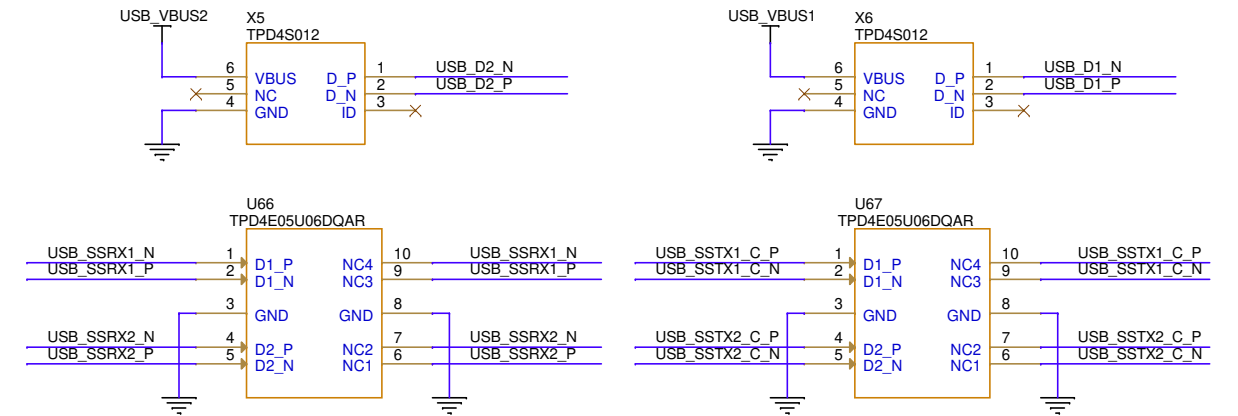 USB_VBUS2
X5
TPD4S012
6 VBUS D_P 1 USB_D2_N
5 NC D_N 2 USB_D2_P
4 GND ID 3
USB_VBUS1
X6
TPD4S012
6 VBUS D_P 1 USB_D1_N
5 NC D_N 2 USB_D1_P
4 GND ID 3
U66
TPD4E05U06DQAR
USB_SSRX1_N 1 D1_P NC4 10 USB_SSRX1_N
USB_SSRX1_P 2 D1_N NC3 9 USB_SSRX1_P
3 GND GND 8
USB_SSRX2_N 4 D2_P NC2 7 USB_SSRX2_N
USB_SSRX2_P 5 D2_N NC1 6 USB_SSRX2_P
U67
TPD4E05U06DQAR
USB_SSTX1_C_P 1 D1_P NC4 10 USB_SSTX1_C_P
USB_SSTX1_C_N 2 D1_N NC3 9 USB_SSTX1_C_N
3 GND GND 8
USB_SSTX2_C_P 4 D2_P NC2 7 USB_SSTX2_C_P
USB_SSTX2_C_N 5 D2_N NC1 6 USB_SSTX2_C_N